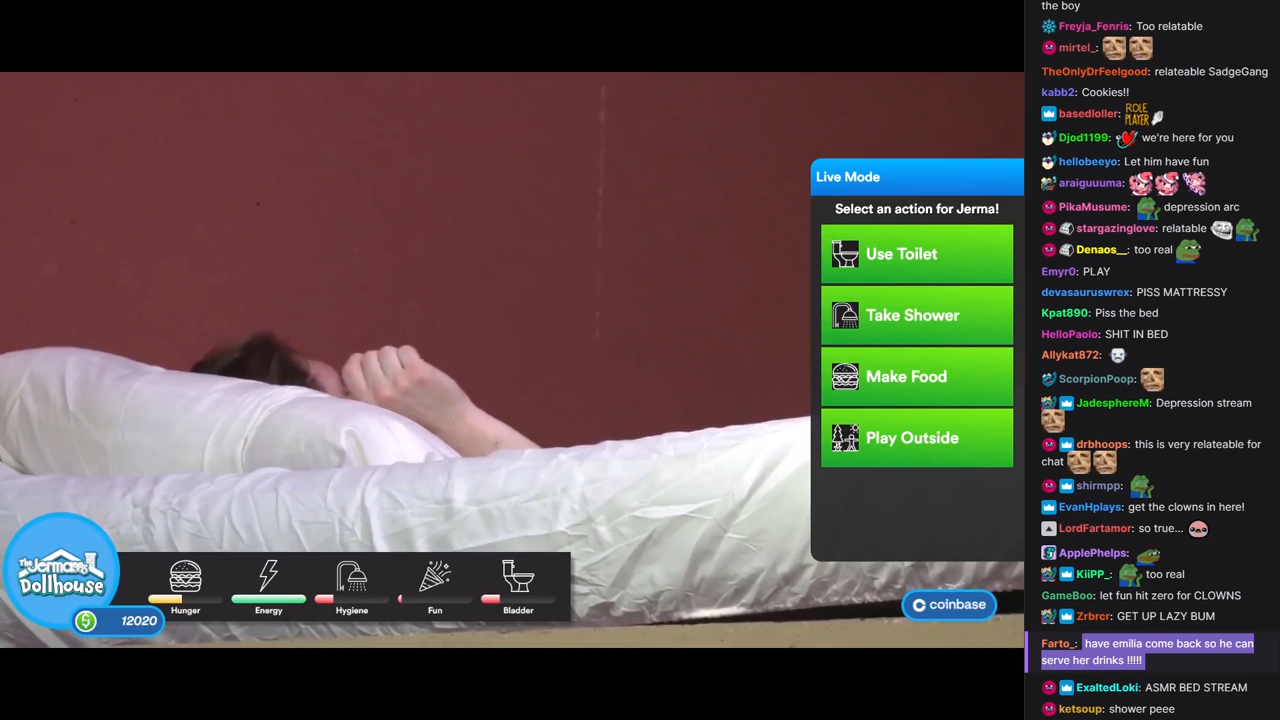 Live Mode
Select an action for Jerma!
Use Toilet
Take Shower
Make Food
Play Outside
The Jerma985
Dollhouse
12020
Hunger
Energy
Hygiene
Fun
Bladder
coinbase
the boy
Freyja_Fenris: Too relatable
mirtel_:
TheOnlyDrFeelgood: relateable SadgeGang
kabb2: Cookies!!
basedloller: ROLE PLAYER
Djod1199: we're here for you
hellobeeyo: Let him have fun
araiguuuma:
PikaMusume: depression arc
stargazinglove: relatable
Denaos__: too real
Emyr0: PLAY
devasauruswrex: PISS MATTRESSY
Kpat890: Piss the bed
HelloPaolo: SHIT IN BED
Allykat872:
ScorpionPoop:
JadesphereM: Depression stream
drbhoops: this is very relateable for
chat
shirmpp:
EvanHplays: get the clowns in here!
LordFartamor: so true...
ApplePhelps:
KiiPP_: too real
GameBoo: let fun hit zero for CLOWNS
Zrbrcr: GET UP LAZY BUM
Farto_: have emilia come back so he can
serve her drinks !!!!!
ExaltedLoki: ASMR BED STREAM
ketsoup: shower peee